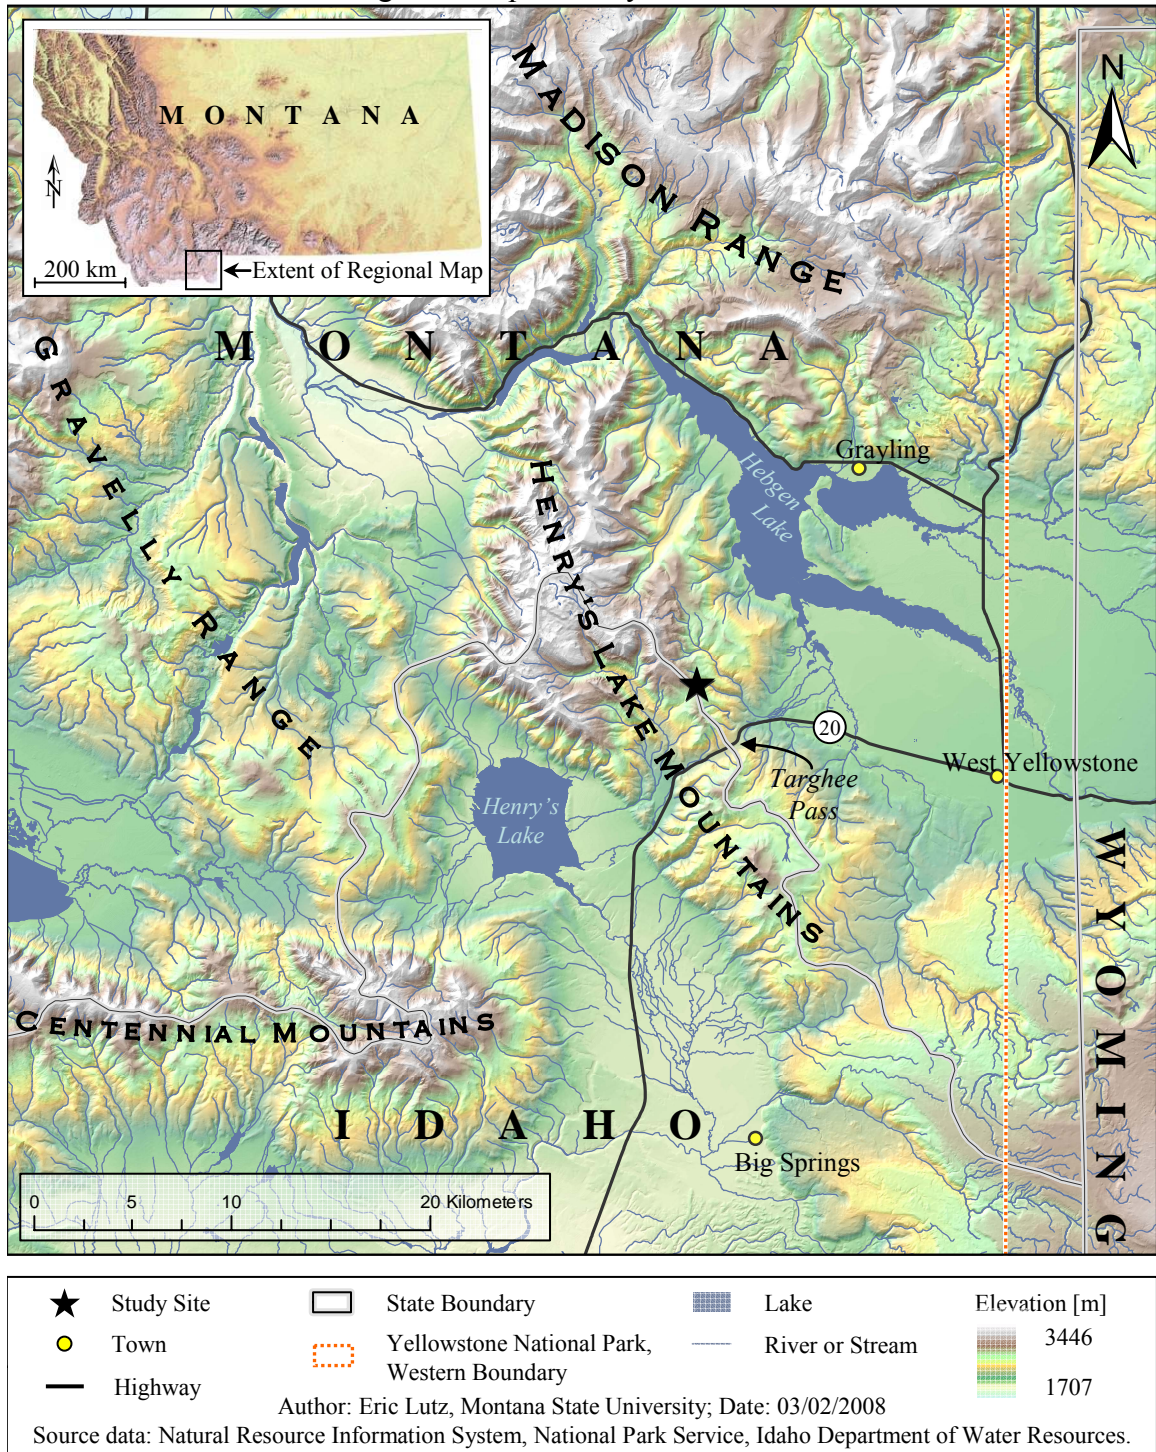 MONTANA
N
200 km
Extent of Regional Map
N
MADISON RANGE
MONTANA
GRAVELLY RANGE
Grayling
Hebgen
Lake
HENRY'S LAKE MOUNTAINS
20
West Yellowstone
Targhee
Pass
Henry's
Lake
WYOMING
CENTENNIAL MOUNTAINS
IDAHO
Big Springs
0 5 10 20 Kilometers
Study Site
State Boundary
Lake
Elevation [m]
Town
Yellowstone National Park,
Western Boundary
River or Stream
3446
Highway
1707
Author: Eric Lutz, Montana State University; Date: 03/02/2008
Source data: Natural Resource Information System, National Park Service, Idaho Department of Water Resources.